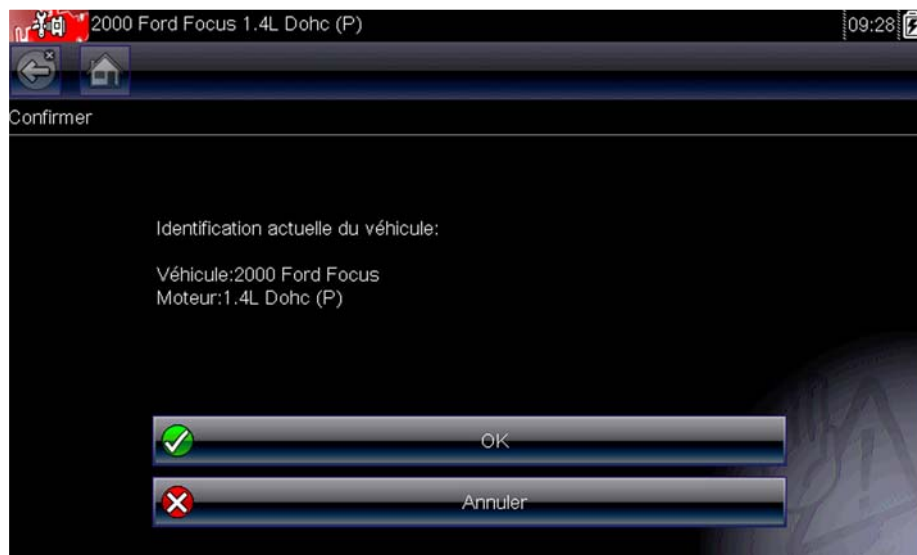 2000 Ford Focus 1.4L Dohc (P)
09:28
Confirmer
Identification actuelle du véhicule:
Véhicule:2000 Ford Focus
Moteur:1.4L Dohc (P)
OK
Annuler